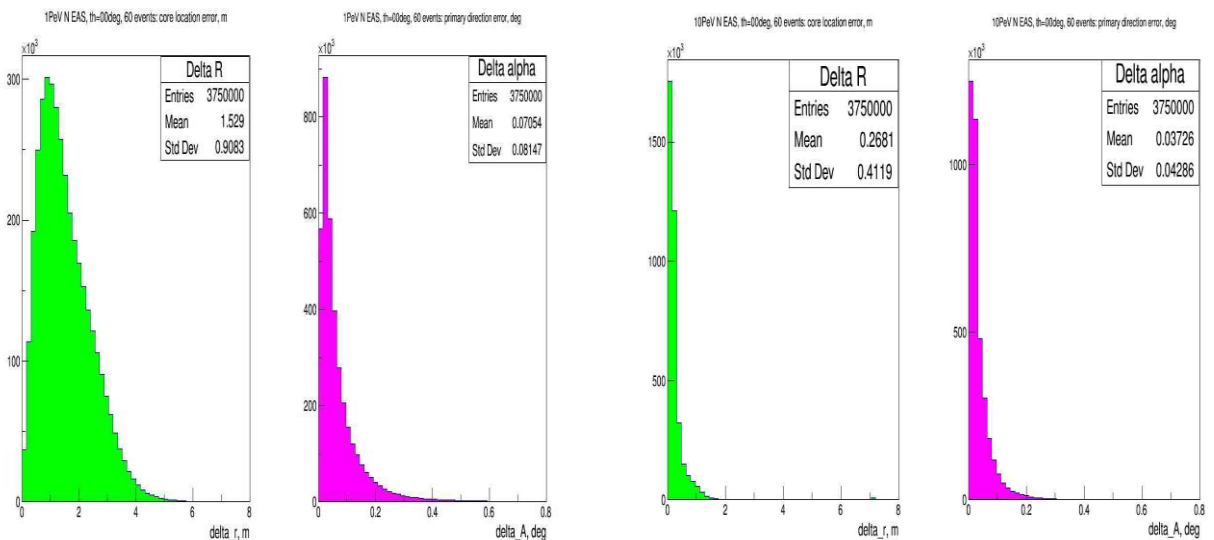 1PeV N EAS, th=00deg, 60 events: core location error, m
×10³
Delta R
Entries 3750000
Mean 1.529
Std Dev 0.9083
300
200
100
0
0 2 4 6 8
delta_r, m
1PeV N EAS, th=00deg, 60 events: primary direction error, deg
×10³
Delta alpha
Entries 3750000
Mean 0.07054
Std Dev 0.08147
800
600
400
200
0
0 0.2 0.4 0.6 0.8
delta_A, deg
10PeV N EAS, th=00deg, 60 events: core location error, m
×10³
Delta R
Entries 3750000
Mean 0.2681
Std Dev 0.4119
1500
1000
500
0
0 2 4 6 8
delta_r, m
10PeV N EAS, th=00deg, 60 events: primary direction error, deg
×10³
Delta alpha
Entries 3750000
Mean 0.03726
Std Dev 0.04286
1000
500
0
0 0.2 0.4 0.6 0.8
delta_A, deg